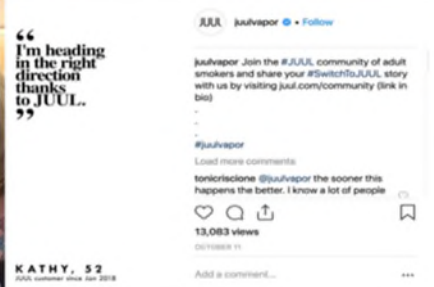 “
I'm heading
in the right
direction
thanks
to JUUL.
”
KATHY, 52
JUUL customer since Jan 2018
JUUL
juulvapor • Follow
juulvapor Join the #JUUL community of adult
smokers and share your #SwitchToJUUL story
with us by visiting juul.com/community (link in
bio)
.
.
.
#juulvapor
Load more comments
tonicriscione @juulvapor the sooner this
happens the better. I know a lot of people
13,083 views
OCTOBER 11
Add a comment...